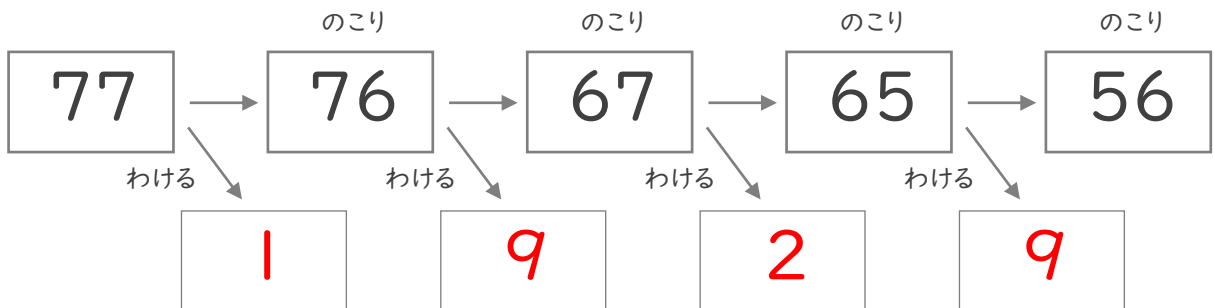 のこり のこり のこり のこり
77 76 67 65 56
わける わける わける わける
1 9 2 9